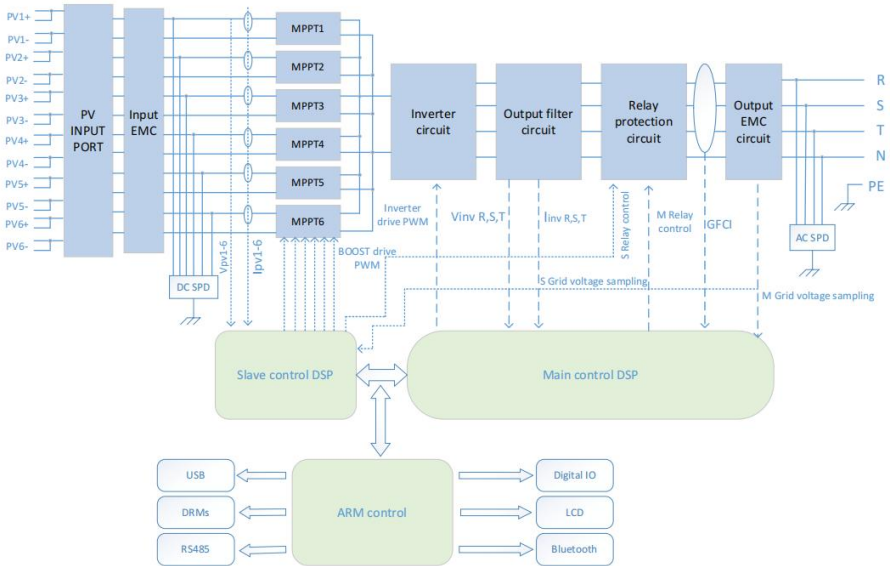 PV1+
PV1-
PV2+
PV2-
PV3+
PV3-
PV4+
PV4-
PV5+
PV5-
PV6+
PV6-
PV
INPUT
PORT
Input
EMC
MPPT1
MPPT2
MPPT3
MPPT4
MPPT5
MPPT6
Inverter
circuit
Output filter
circuit
Relay
protection
circuit
Output
EMC
circuit
R
S
T
N
PE
AC SPD
DC SPD
Vpv1-6
Ipv1-6
BOOST drive
PWM
Inverter
drive PWM
Vinv R,S,T
Iinv R,S,T
S Relay control
M Relay
control
IGFCI
S Grid voltage sampling
M Grid voltage sampling
Slave control DSP
Main control DSP
ARM control
USB
DRMs
RS485
Digital IO
LCD
Bluetooth